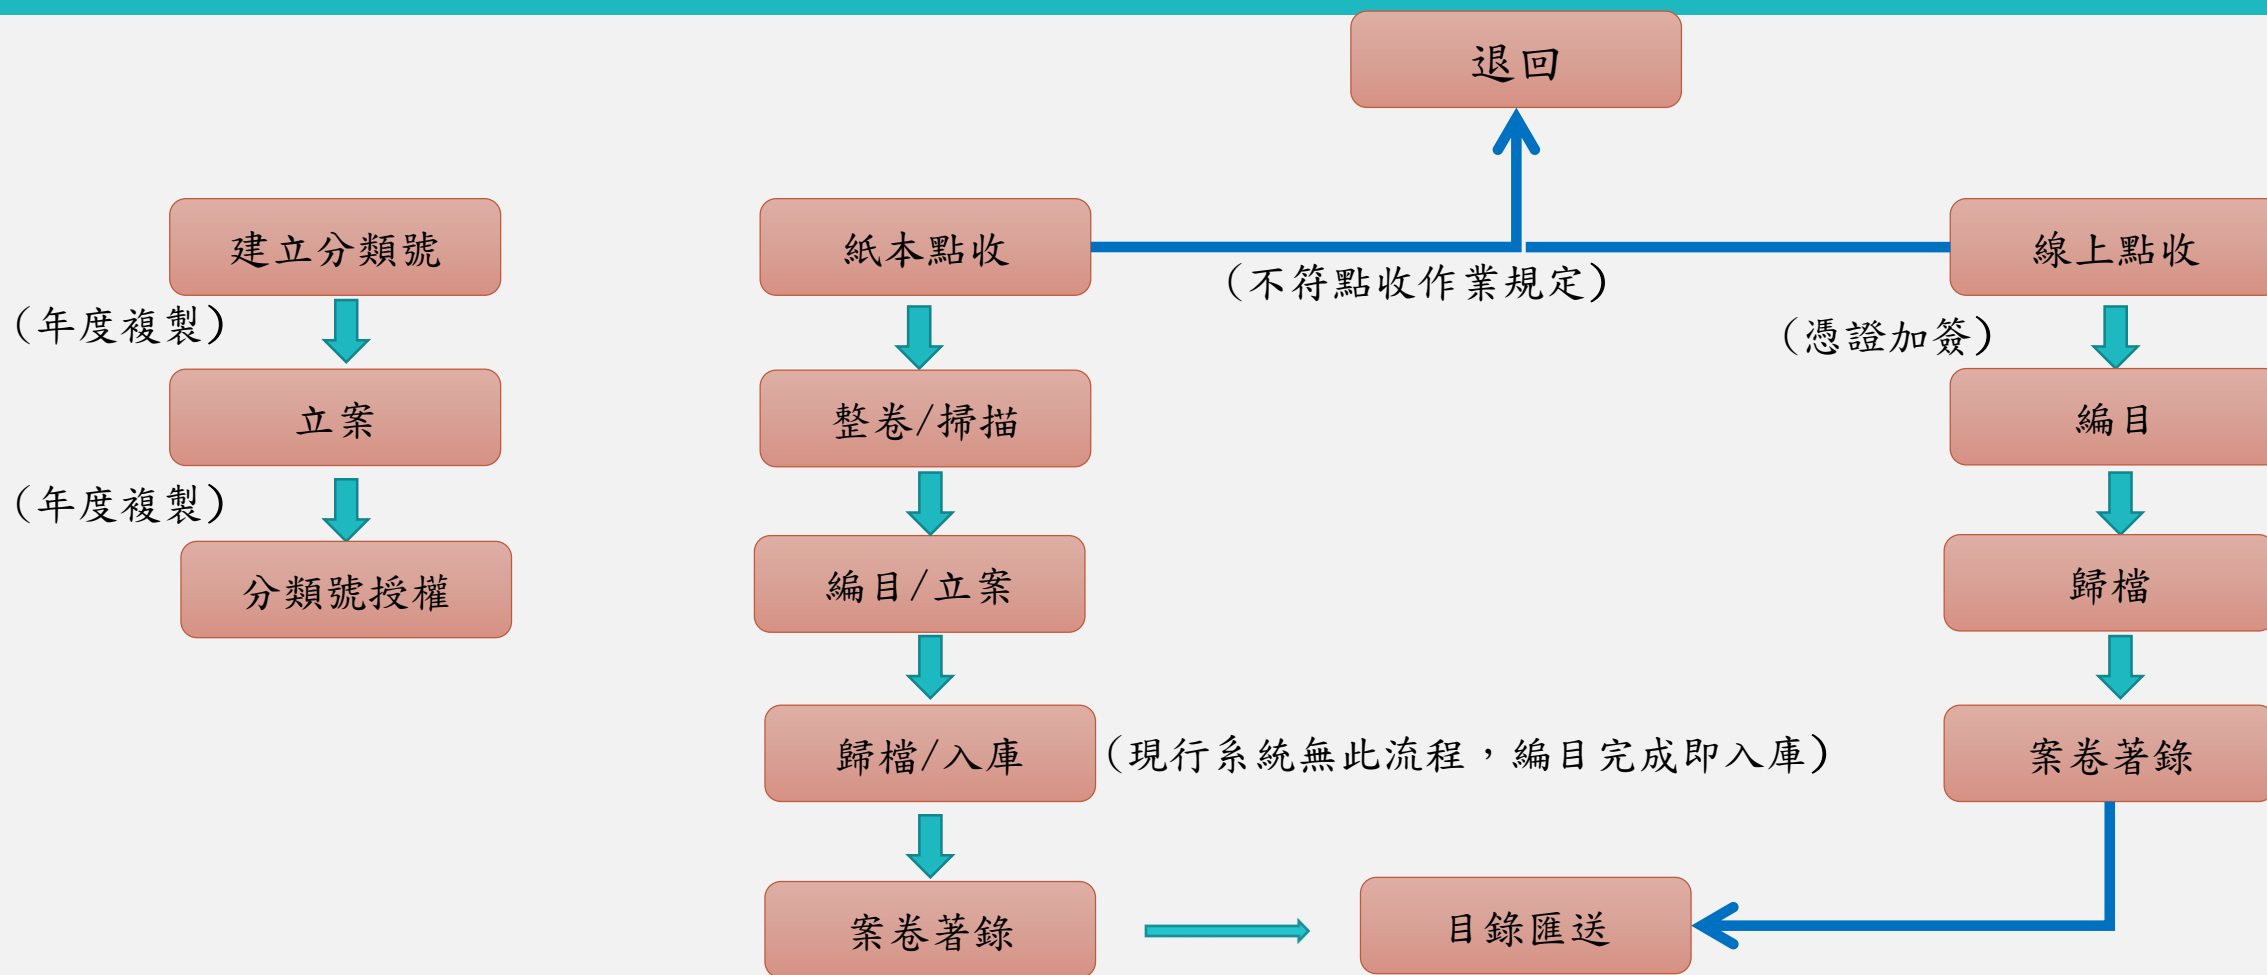 退回
建立分類號
紙本點收
線上點收
(不符點收作業規定)
(年度複製)
(憑證加簽)
立案
整卷/掃描
編目
(年度複製)
分類號授權
編目/立案
歸檔
歸檔/入庫
(現行系統無此流程，編目完成即入庫)
案卷著錄
案卷著錄
目錄匯送